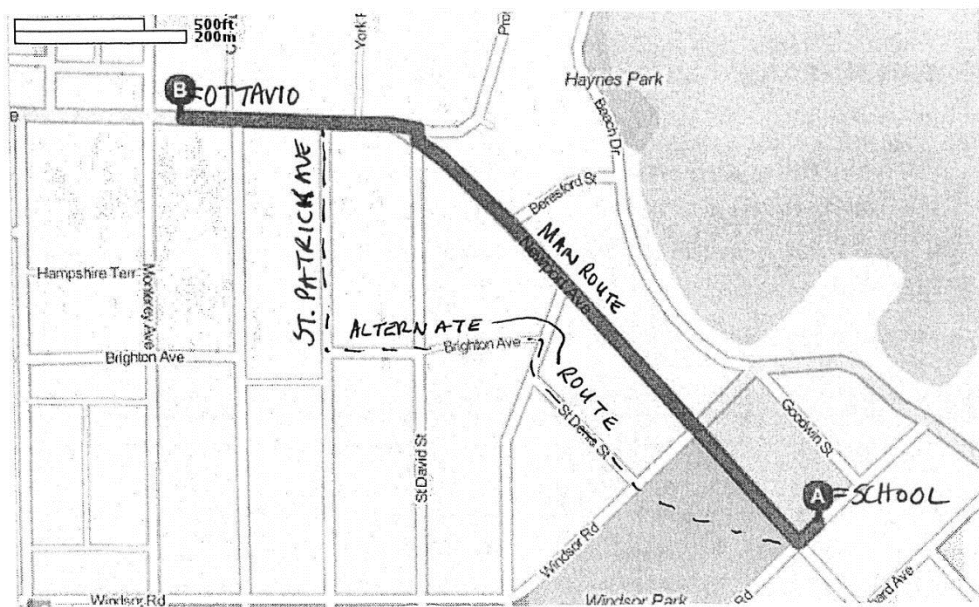 500ft
200m
York
B = OTTAVIO
Haynes Park
Beach Dr
Beresford St
ST. PATRICK AVE
MAIN ROUTE
Newport Ave
Hampshire Terr
Monterey Ave
ALTERNATE
ROUTE
Brighton Ave
Brighton Ave
St Denis St
Goodwin St
St David St
A = SCHOOL
Windsor Rd
Windsor Rd
Windsor Park
Rd
bard Ave